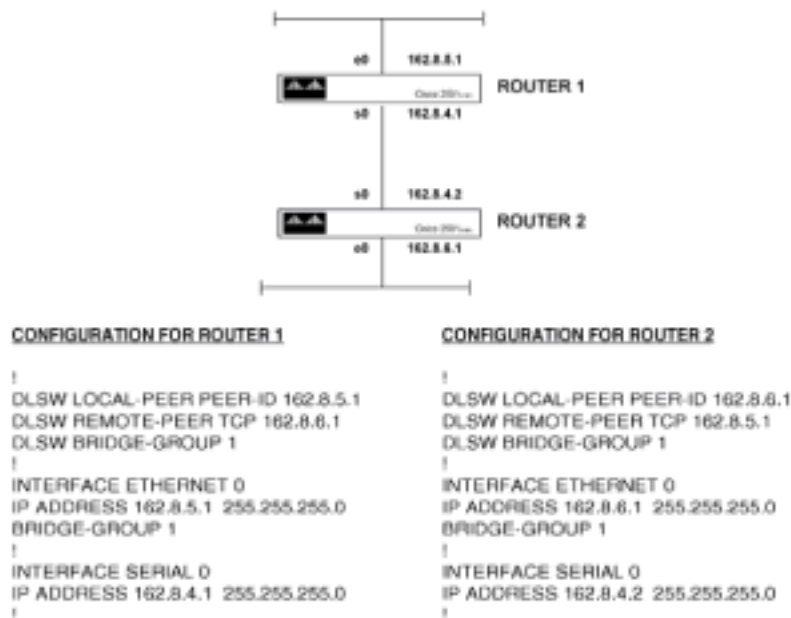 e0 162.8.5.1
ROUTER 1
s0 162.8.4.1
s0 162.8.4.2
ROUTER 2
e0 162.8.6.1
CONFIGURATION FOR ROUTER 1
!
DLSW LOCAL-PEER PEER-ID 162.8.5.1
DLSW REMOTE-PEER TCP 162.8.6.1
DLSW BRIDGE-GROUP 1
!
INTERFACE ETHERNET 0
IP ADDRESS 162.8.5.1 255.255.255.0
BRIDGE-GROUP 1
!
INTERFACE SERIAL 0
IP ADDRESS 162.8.4.1 255.255.255.0
!
CONFIGURATION FOR ROUTER 2
!
DLSW LOCAL-PEER PEER-ID 162.8.6.1
DLSW REMOTE-PEER TCP 162.8.5.1
DLSW BRIDGE-GROUP 1
!
INTERFACE ETHERNET 0
IP ADDRESS 162.8.6.1 255.255.255.0
BRIDGE-GROUP 1
!
INTERFACE SERIAL 0
IP ADDRESS 162.8.4.2 255.255.255.0
!